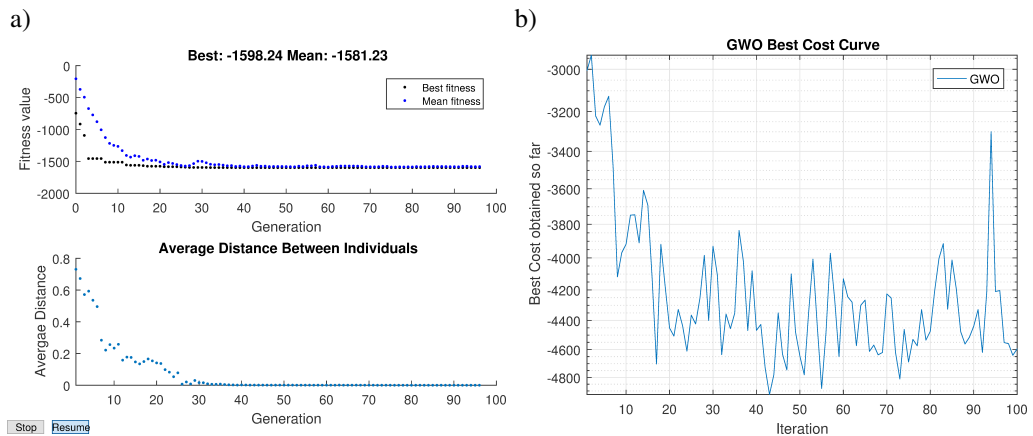 a)
Best: -1598.24 Mean: -1581.23
Fitness value
0
-500
-1000
-1500
-2000
Best fitness
Mean fitness
0 10 20 30 40 50 60 70 80 90 100
Generation
Average Distance Between Individuals
Avergae Distance
0.8
0.6
0.4
0.2
0
10 20 30 40 50 60 70 80 90 100
Generation
Stop Resume
b)
GWO Best Cost Curve
Best Cost obtained so far
-3000
-3200
-3400
-3600
-3800
-4000
-4200
-4400
-4600
-4800
GWO
10 20 30 40 50 60 70 80 90 100
Iteration